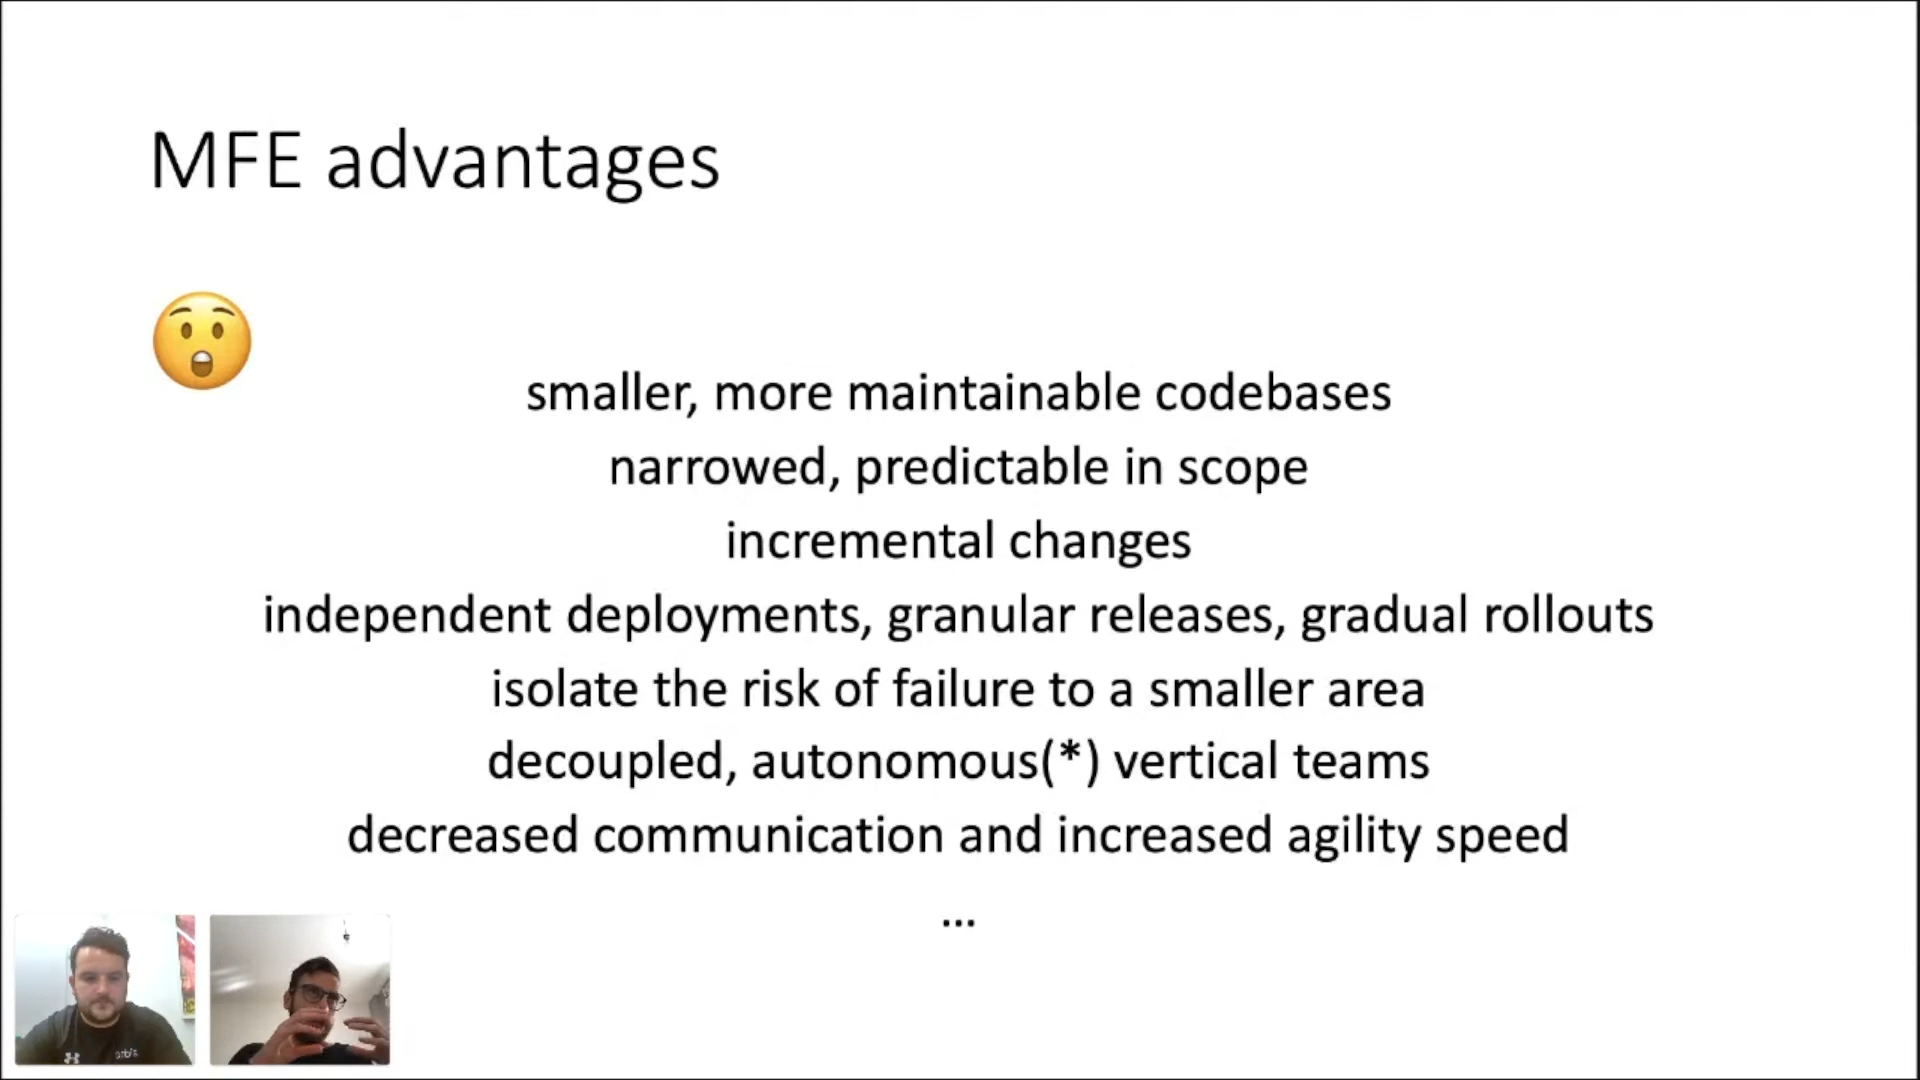 MFE advantages
smaller, more maintainable codebases
narrowed, predictable in scope
incremental changes
independent deployments, granular releases, gradual rollouts
isolate the risk of failure to a smaller area
decoupled, autonomous(*) vertical teams
decreased communication and increased agility speed
...